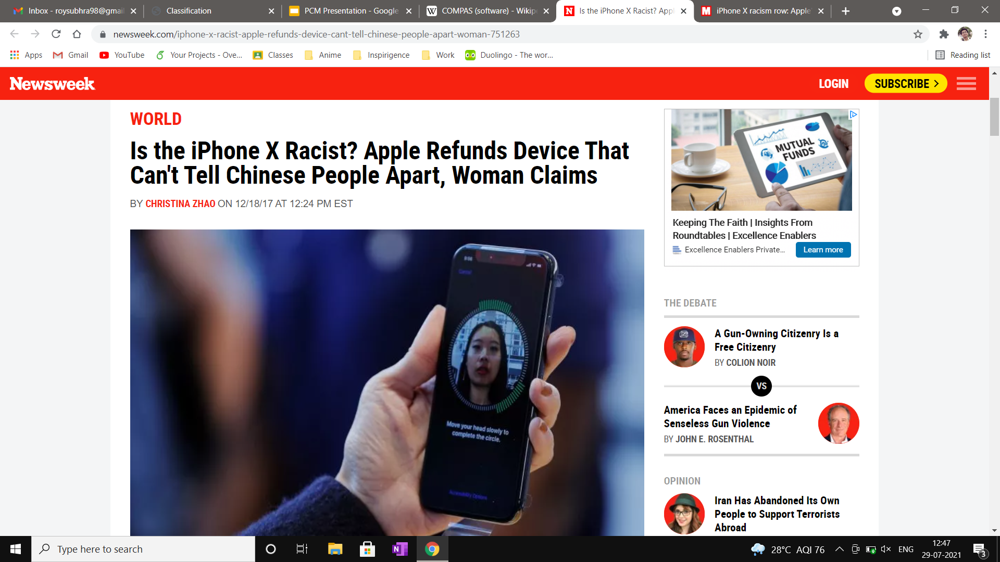 Inbox - roysubhra98@gmai
Classification
PCM Presentation - Google
COMPAS (software) - Wikip
Is the iPhone X Racist? App
iPhone X racism row: Apple'
newsweek.com/iphone-x-racist-apple-refunds-device-cant-tell-chinese-people-apart-woman-751263
Apps
Gmail
YouTube
Your Projects - Ove...
Classes
Anime
Inspirigence
Work
Duolingo - The wor...
Reading list
Newsweek
LOGIN
SUBSCRIBE >
WORLD
Is the iPhone X Racist? Apple Refunds Device That
Can't Tell Chinese People Apart, Woman Claims
BY CHRISTINA ZHAO ON 12/18/17 AT 12:24 PM EST
Cancel
Move your head slowly to
complete the circle.
Accessibility Options
MUTUAL
FUNDS
Keeping The Faith | Insights From
Roundtables | Excellence Enablers
Excellence Enablers Private...
Learn more
THE DEBATE
A Gun-Owning Citizenry Is a
Free Citizenry
BY COLION NOIR
VS
America Faces an Epidemic of
Senseless Gun Violence
BY JOHN E. ROSENTHAL
OPINION
Iran Has Abandoned Its Own
People to Support Terrorists
Abroad
Type here to search
28°C AQI 76
ENG
12:47
29-07-2021
3